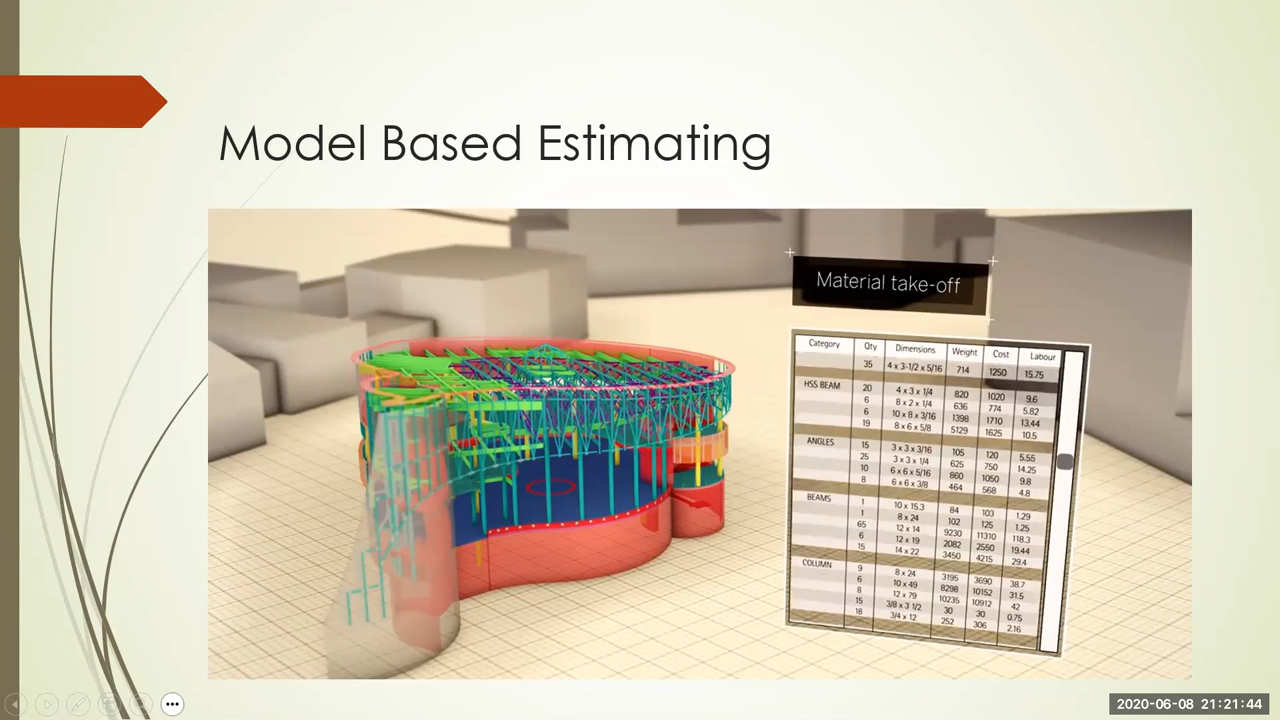 Model Based Estimating
Material take-off
Category Qty Dimensions Weight Cost Labour
35 4 x 3-1/2 x 5/16 714 1250 15.75
HSS BEAM 20 4 x 3 x 1/4 820 1020 9.6
6 8 x 2 x 1/4 636 774 5.82
6 10 x 8 x 3/16 1398 1710 13.44
19 8 x 6 x 5/8 5129 1625 10.5
ANGLES 15 3 x 3 x 3/16 105 120 5.55
25 3 x 3 x 1/4 625 750 14.25
10 6 x 6 x 5/16 860 1050 9.8
8 6 x 6 x 3/8 464 568 4.8
BEAMS 1 10 x 15.3 84 103 1.29
1 8 x 24 102 125 1.25
65 12 x 14 9230 11310 118.3
6 12 x 19 2082 2550 19.44
15 14 x 22 3450 4215 29.4
COLUMN 9 8 x 24 3195 3690 38.7
6 10 x 49 8298 10152 31.5
8 12 x 79 10235 10912 42
15 3/8 x 3 1/2 30 30 0.75
18 3/4 x 12 252 306 2.16
2020-06-08 21:21:44